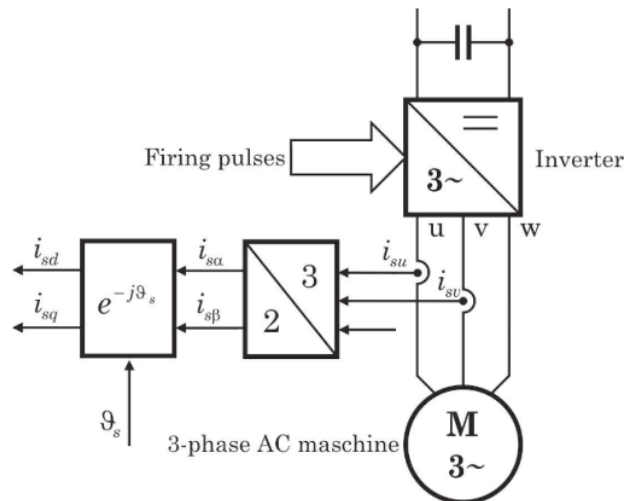 Firing pulses
3~
Inverter
u v w
i_sd
e^{-jϑ_s}
i_sα
3
i_su
i_sq
i_sβ
2
i_sv
ϑ_s
3-phase AC maschine
M
3~